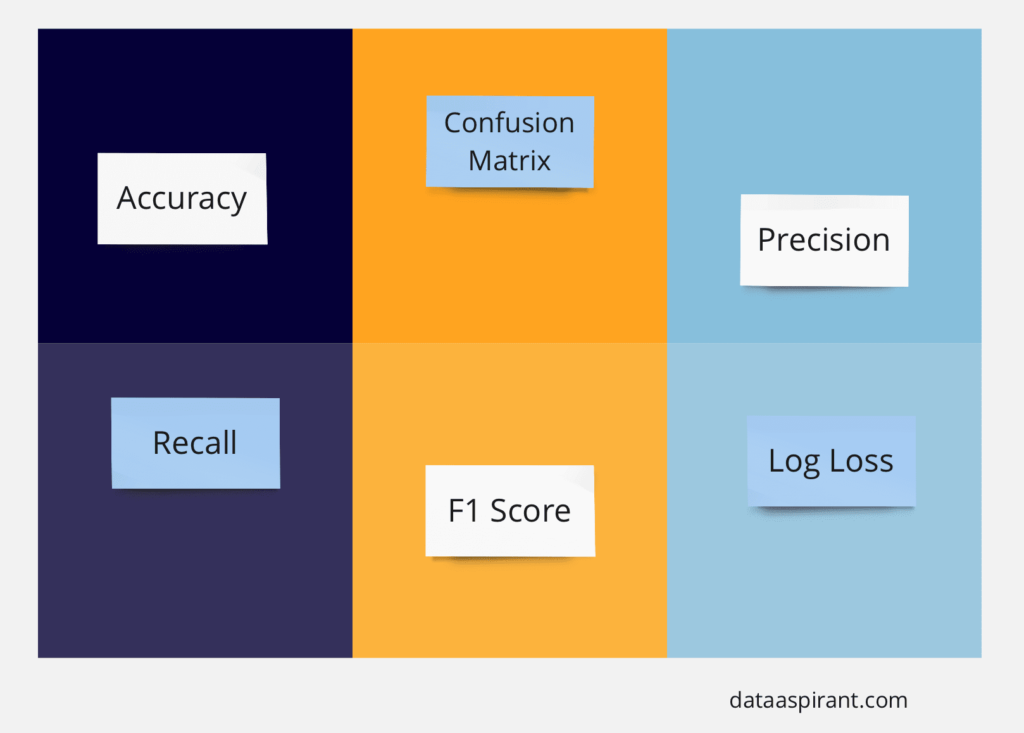 Accuracy
Confusion
Matrix
Precision
Recall
F1 Score
Log Loss
dataaspirant.com